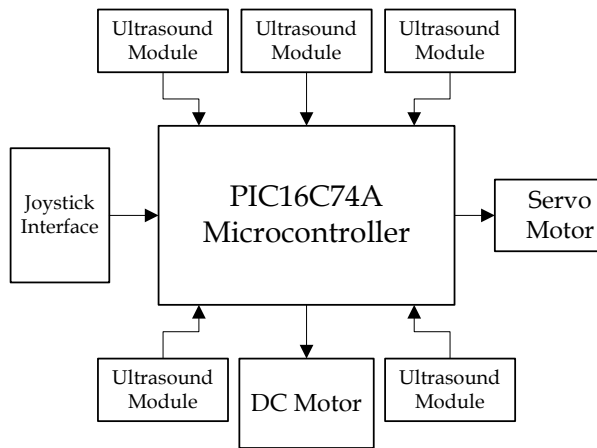 Ultrasound
Module
Ultrasound
Module
Ultrasound
Module
Joystick
Interface
PIC16C74A
Microcontroller
Servo
Motor
Ultrasound
Module
DC Motor
Ultrasound
Module